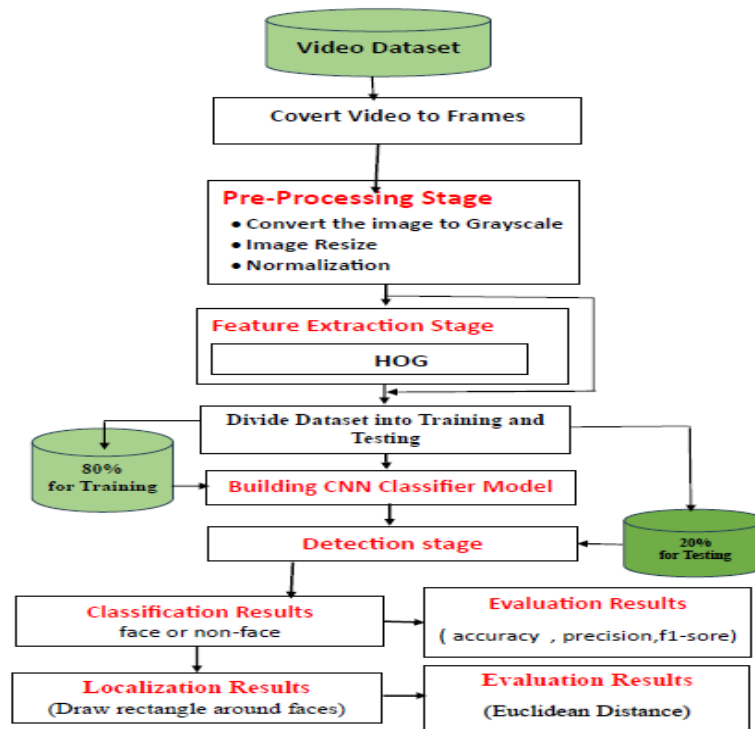 Video Dataset
Covert Video to Frames
Pre-Processing Stage
• Convert the image to Grayscale
• Image Resize
• Normalization
Feature Extraction Stage
HOG
Divide Dataset into Training and
Testing
80%
for Training
Building CNN Classifier Model
Detection stage
20%
for Testing
Classification Results
face or non-face
Evaluation Results
( accuracy , precision,f1-sore)
Localization Results
(Draw rectangle around faces)
Evaluation Results
(Euclidean Distance)